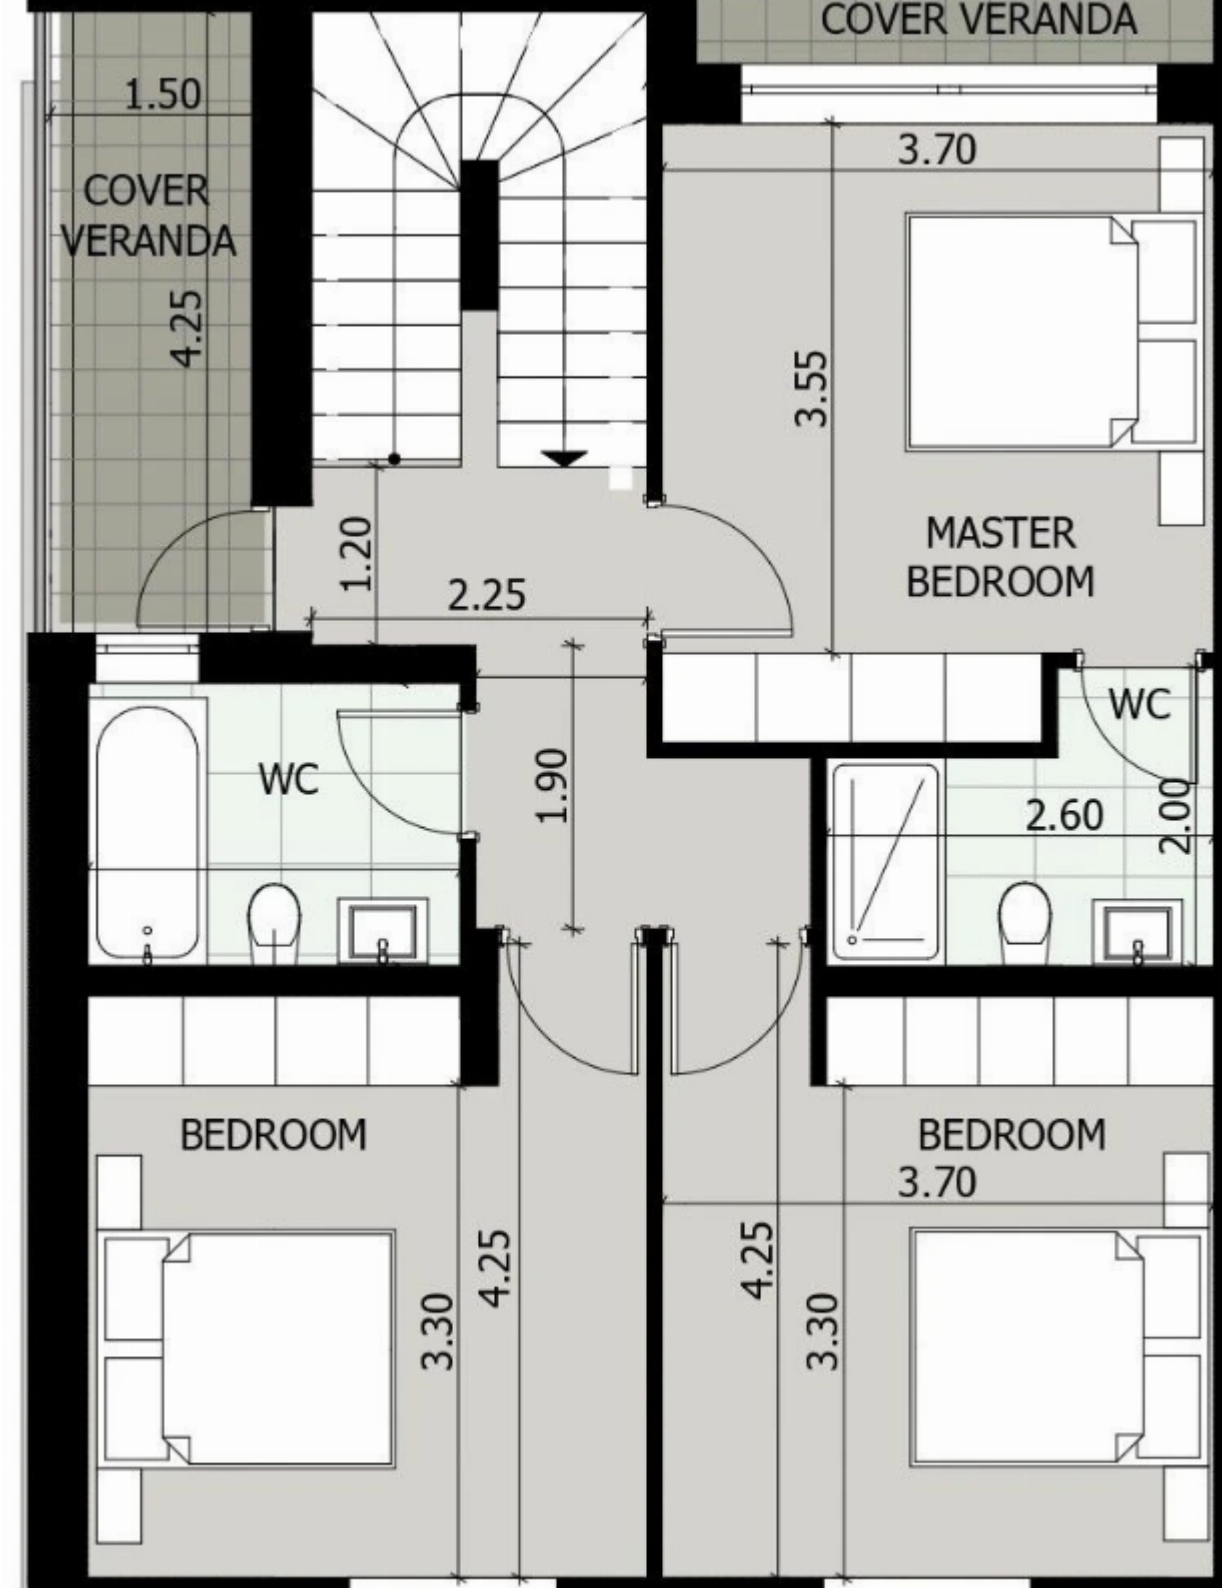 COVER VERANDA
1.50
3.70
COVER
VERANDA
4.25
3.55
MASTER
BEDROOM
1.20
2.25
WC
WC
1.90
2.60
2.00
BEDROOM
BEDROOM
3.70
4.25
4.25
3.30
3.30